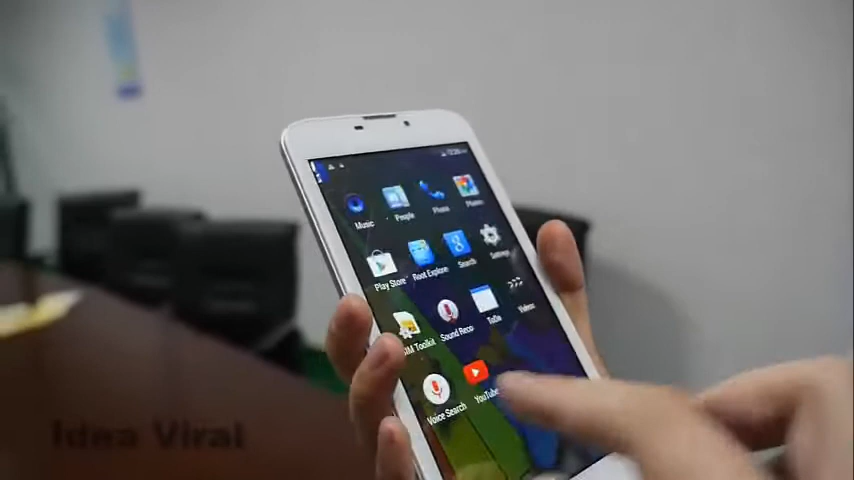 Music
People
Phone
Photos
Play Store
Root Explore
Search
Settings
SIM Toolkit
Sound Reco
ToDo
Videos
Voice Search
YouTube
Idea Viral